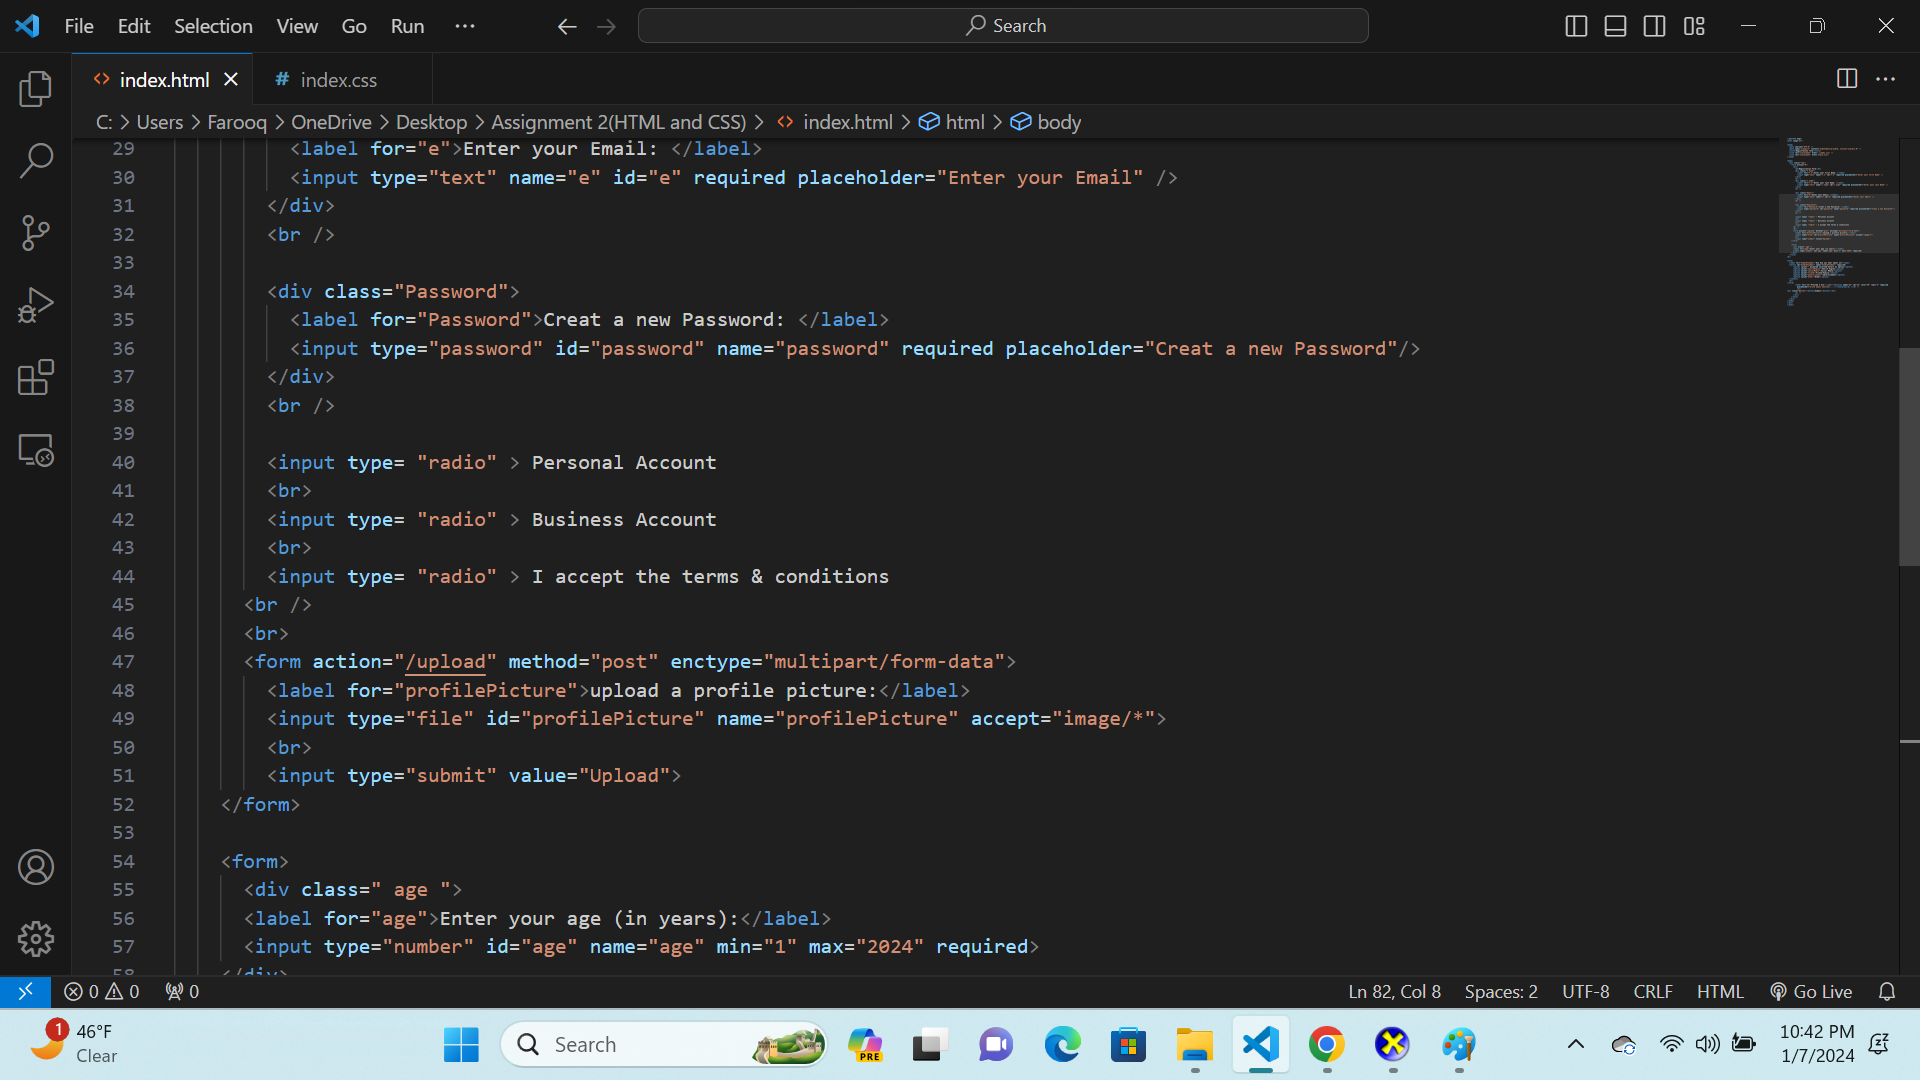 File Edit Selection View Go Run ··· Search
index.html # index.css
C: > Users > Farooq > OneDrive > Desktop > Assignment 2(HTML and CSS) > index.html > html > body
29 <label for="e">Enter your Email: </label>
30 <input type="text" name="e" id="e" required placeholder="Enter your Email" />
31 </div>
32 <br />
33
34 <div class="Password">
35 <label for="Password">Creat a new Password: </label>
36 <input type="password" id="password" name="password" required placeholder="Creat a new Password"/>
37 </div>
38 <br />
39
40 <input type= "radio" > Personal Account
41 <br>
42 <input type= "radio" > Business Account
43 <br>
44 <input type= "radio" > I accept the terms & conditions
45 <br />
46 <br>
47 <form action="/upload" method="post" enctype="multipart/form-data">
48 <label for="profilePicture">upload a profile picture:</label>
49 <input type="file" id="profilePicture" name="profilePicture" accept="image/*">
50 <br>
51 <input type="submit" value="Upload">
52 </form>
53
54 <form>
55 <div class=" age ">
56 <label for="age">Enter your age (in years):</label>
57 <input type="number" id="age" name="age" min="1" max="2024" required>
58 </div>
0 0 0 Ln 82, Col 8 Spaces: 2 UTF-8 CRLF HTML Go Live
1 46°F Search PRE 10:42 PM
Clear 1/7/2024